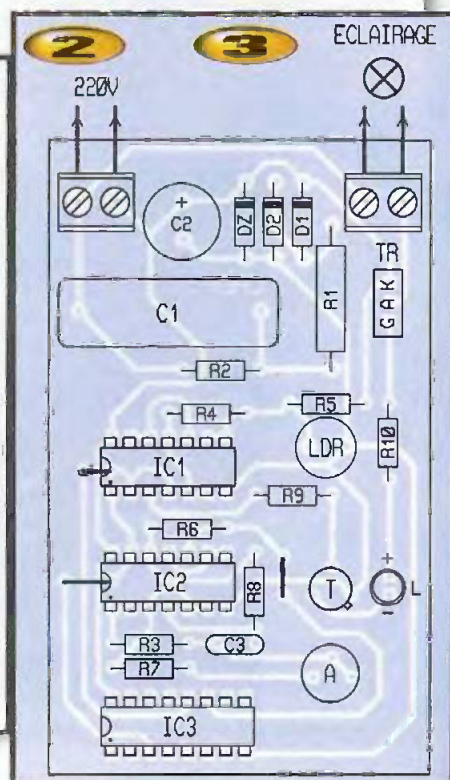 2 3
ECLAIRAGE
220V
+
C2
DZ
D2
D1
TR
G A K
C1
R1
R2
R4
R5
LDR
R10
IC1
R9
R6
IC2
R8
T
+
L
-
R3
C3
R7
A
IC3